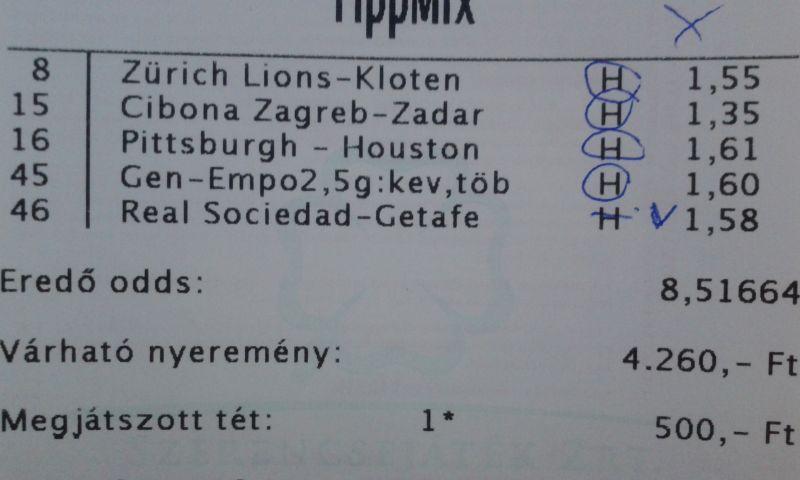 TippMix
8 Zürich Lions-Kloten H 1,55
15 Cibona Zagreb-Zadar H 1,35
16 Pittsburgh - Houston H 1,61
45 Gen-Empo2,5g:kev,töb H 1,60
46 Real Sociedad-Getafe H 1,58
Eredő odds: 8,51664
Várható nyeremény: 4.260,- Ft
Megjátszott tét: 1* 500,- Ft
SZERENCSEJÁTÉK ZRT.